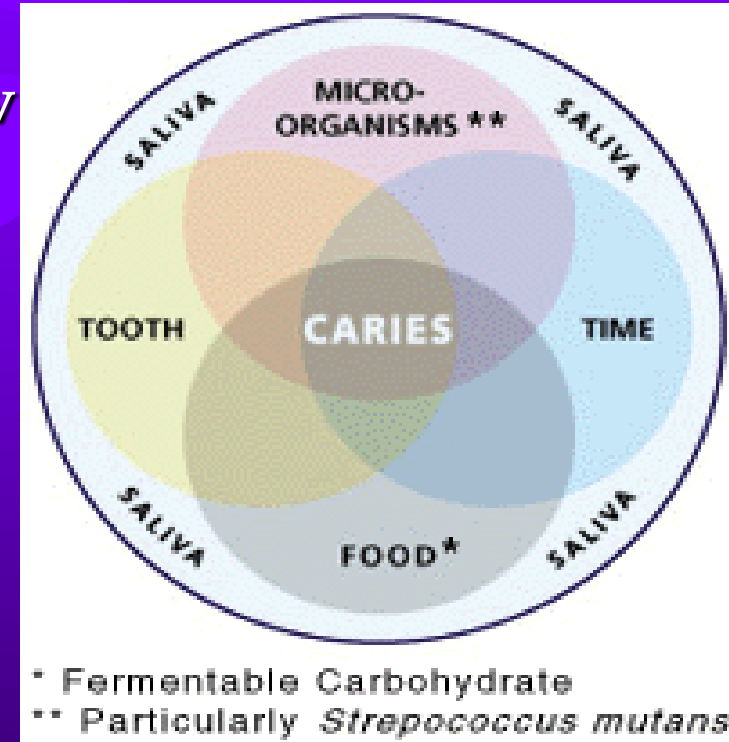 SALIVA
MICRO-
ORGANISMS **
SALIVA
TOOTH
CARIES
TIME
SALIVA
FOOD*
SALIVA
* Fermentable Carbohydrate
** Particularly Strepococcus mutans